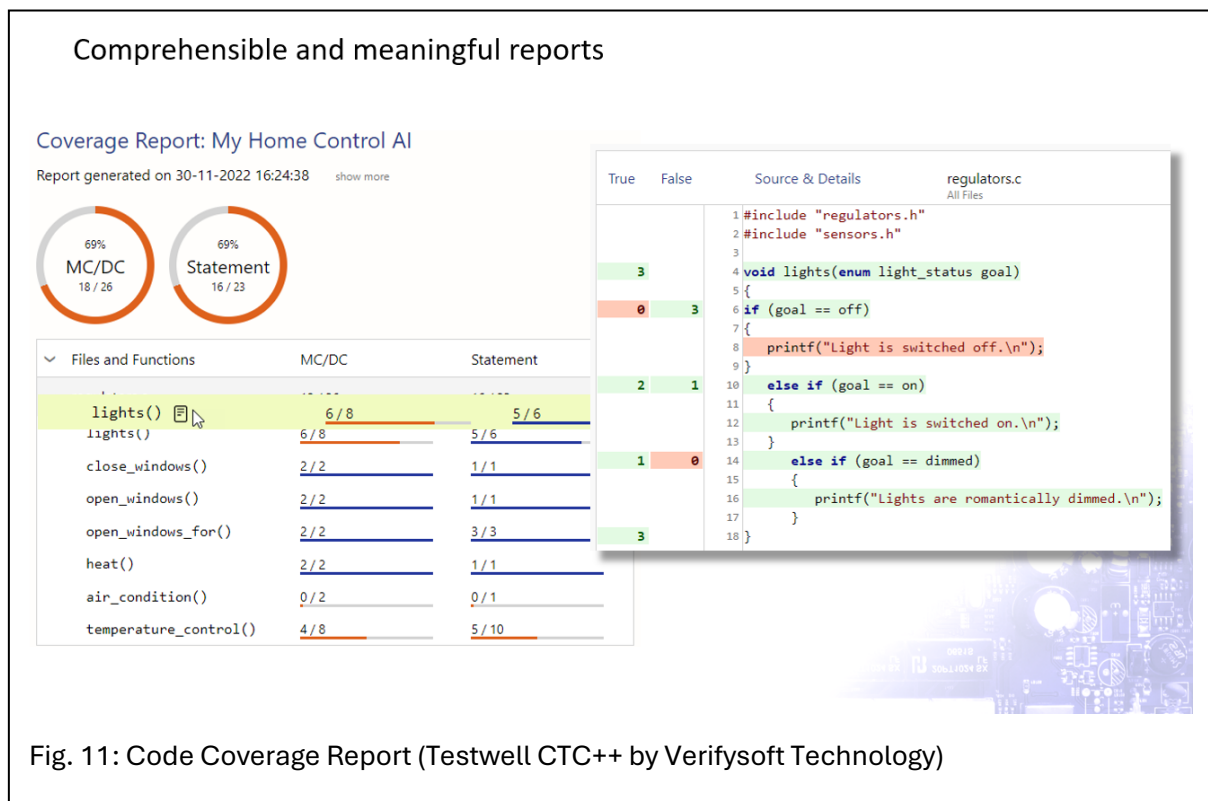 Comprehensible and meaningful reports
Coverage Report: My Home Control AI
Report generated on 30-11-2022 16:24:38 show more
69%
MC/DC
18 / 26
69%
Statement
16 / 23
Files and Functions MC/DC Statement
lights() 6 / 8 5 / 6
lights() 6 / 8 5 / 6
close_windows() 2 / 2 1 / 1
open_windows() 2 / 2 1 / 1
open_windows_for() 2 / 2 3 / 3
heat() 2 / 2 1 / 1
air_condition() 0 / 2 0 / 1
temperature_control() 4 / 8 5 / 10
True False Source & Details regulators.c
All Files
1 #include "regulators.h"
2 #include "sensors.h"
3
3 4 void lights(enum light_status goal)
5 {
0 3 6 if (goal == off)
7 {
8 printf("Light is switched off.\n");
9 }
2 1 10 else if (goal == on)
11 {
12 printf("Light is switched on.\n");
13 }
1 0 14 else if (goal == dimmed)
15 {
16 printf("Lights are romantically dimmed.\n");
17 }
3 18 }
Fig. 11: Code Coverage Report (Testwell CTC++ by Verifysoft Technology)